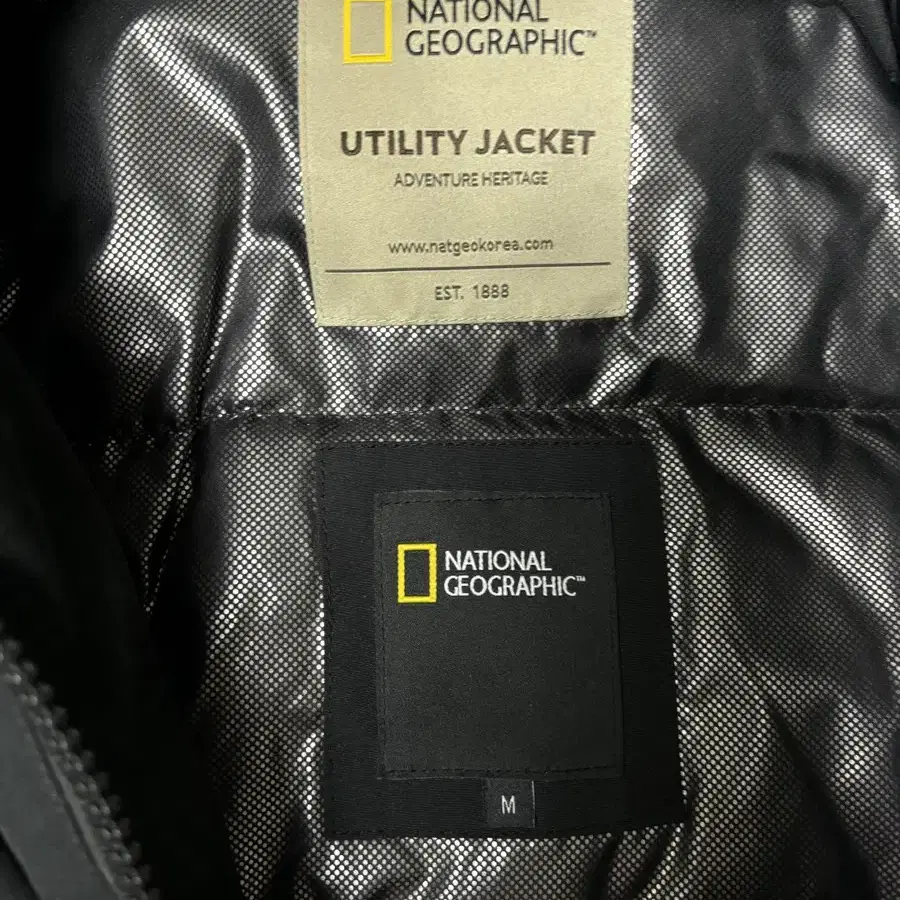 NATIONAL
GEOGRAPHIC™
UTILITY JACKET
ADVENTURE HERITAGE
www.natgeokorea.com
EST. 1888
NATIONAL
GEOGRAPHIC™
M